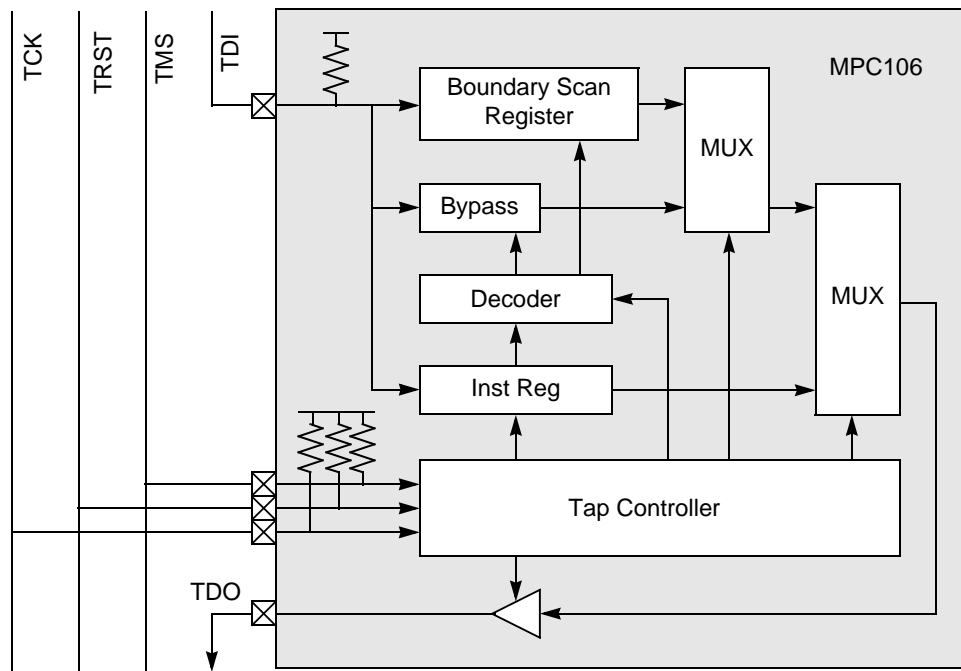 TCK
TRST
TMS
TDI
MPC106
Boundary Scan
Register
MUX
Bypass
MUX
Decoder
Inst Reg
Tap Controller
TDO